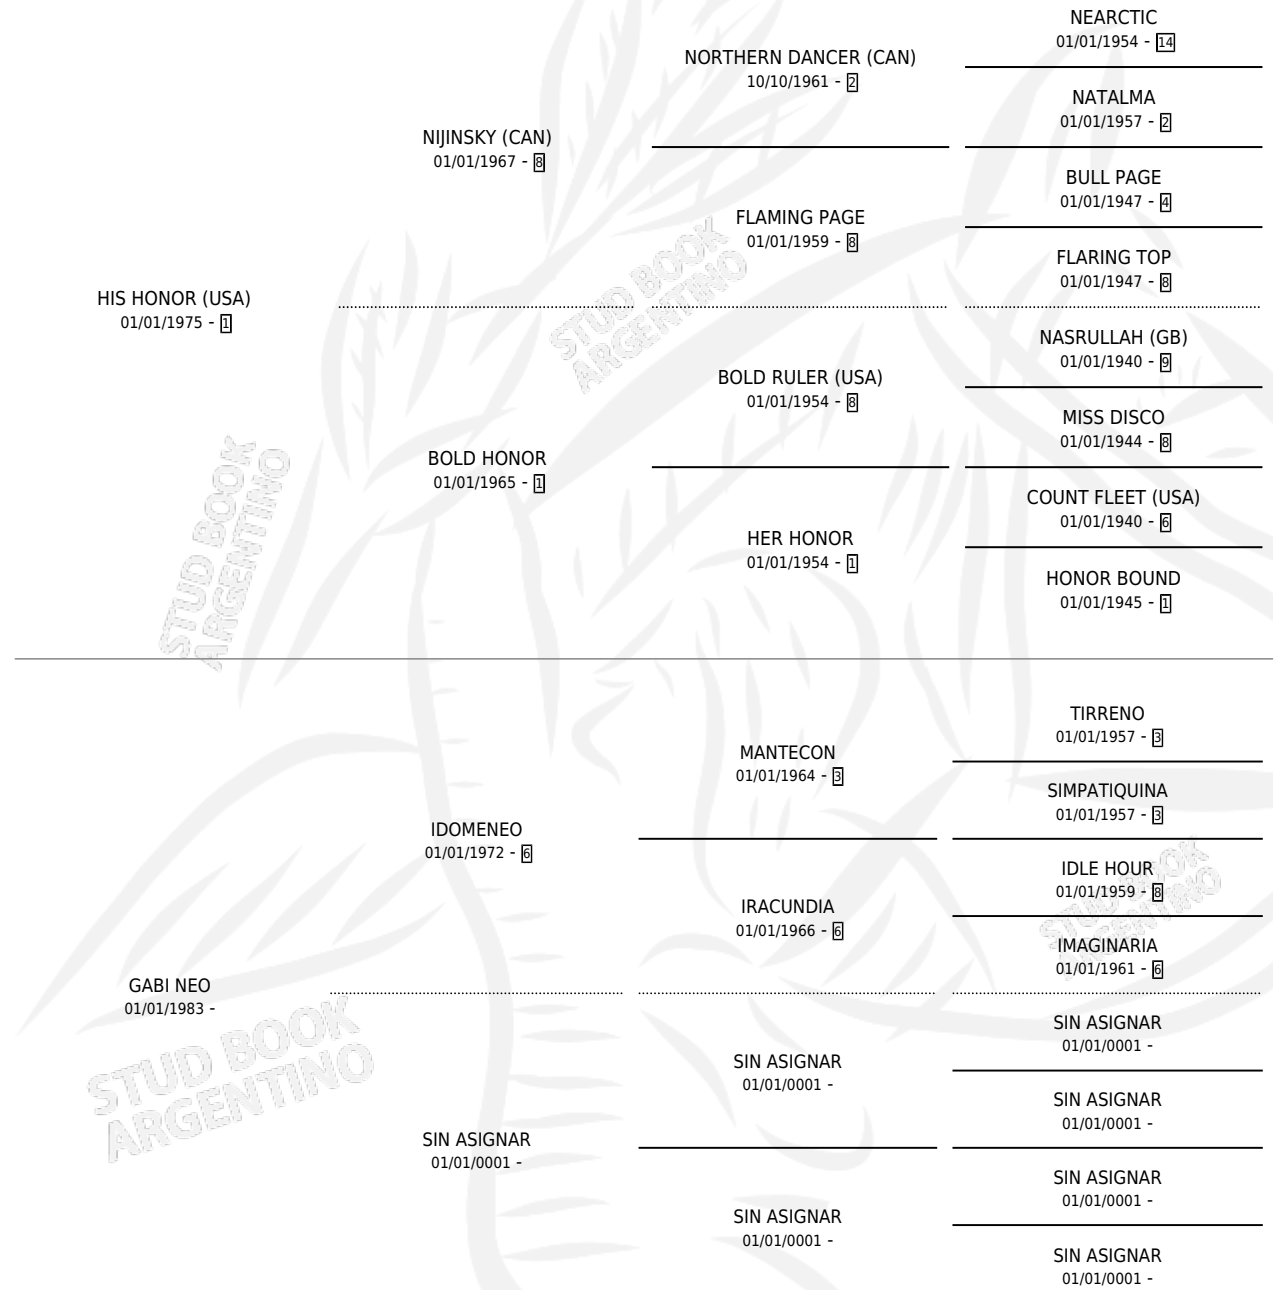 NEARCTIC
01/01/1954 - 14
NORTHERN DANCER (CAN)
10/10/1961 - 2
NATALMA
01/01/1957 - 2
NIJINSKY (CAN)
01/01/1967 - 8
BULL PAGE
01/01/1947 - 4
FLAMING PAGE
01/01/1959 - 8
FLARING TOP
01/01/1947 - 8
HIS HONOR (USA)
01/01/1975 - 1
NASRULLAH (GB)
01/01/1940 - 9
BOLD RULER (USA)
01/01/1954 - 8
MISS DISCO
01/01/1944 - 8
BOLD HONOR
01/01/1965 - 1
COUNT FLEET (USA)
01/01/1940 - 6
HER HONOR
01/01/1954 - 1
HONOR BOUND
01/01/1945 - 1
TIRRENO
01/01/1957 - 3
MANTECON
01/01/1964 - 3
SIMPATIQUINA
01/01/1957 - 3
IDOMENEO
01/01/1972 - 6
IDLE HOUR
01/01/1959 - 8
IRACUNDIA
01/01/1966 - 6
IMAGINARIA
01/01/1961 - 6
GABI NEO
01/01/1983 -
SIN ASIGNAR
01/01/0001 -
SIN ASIGNAR
01/01/0001 -
SIN ASIGNAR
01/01/0001 -
SIN ASIGNAR
01/01/0001 -
SIN ASIGNAR
01/01/0001 -
SIN ASIGNAR
01/01/0001 -
SIN ASIGNAR
01/01/0001 -
STUD BOOK
ARGENTINO
STUD BOOK
ARGENTINO
STUD BOOK
ARGENTINO
STUD BOOK
ARGENTINO